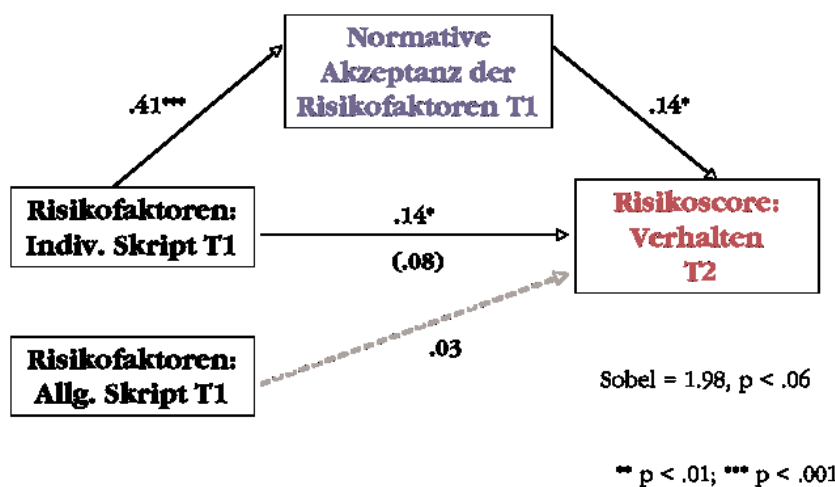 Normative
Akzeptanz der
Risikofaktoren T1
.41***
.14*
Risikofaktoren:
Indiv. Skript T1
.14*
(.08)
Risikoscore:
Verhalten
T2
Risikofaktoren:
Allg. Skript T1
.03
Sobel = 1.98, p < .06
** p < .01; *** p < .001